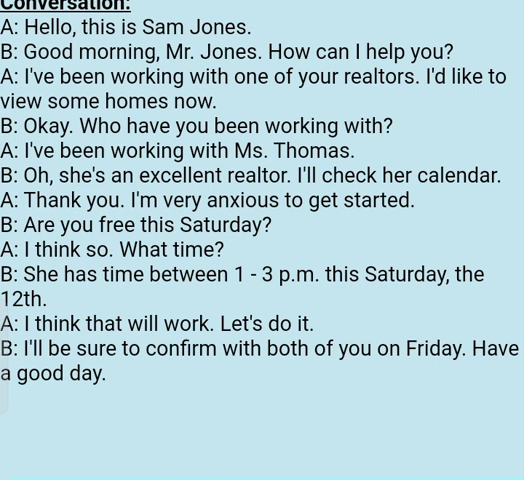 Conversation:
A: Hello, this is Sam Jones.
B: Good morning, Mr. Jones. How can I help you?
A: I've been working with one of your realtors. I'd like to
view some homes now.
B: Okay. Who have you been working with?
A: I've been working with Ms. Thomas.
B: Oh, she's an excellent realtor. I'll check her calendar.
A: Thank you. I'm very anxious to get started.
B: Are you free this Saturday?
A: I think so. What time?
B: She has time between 1 - 3 p.m. this Saturday, the
12th.
A: I think that will work. Let's do it.
B: I'll be sure to confirm with both of you on Friday. Have
a good day.